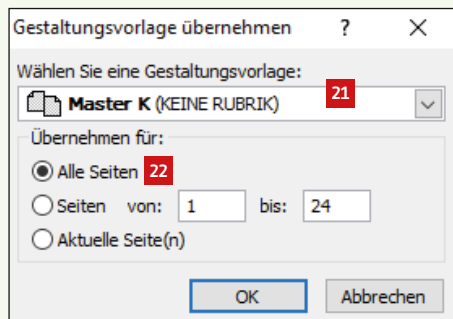 Gestaltungsvorlage übernehmen ?
Wählen Sie eine Gestaltungsvorlage:
Master K (KEINE RUBRIK) 21
Übernehmen für:
Alle Seiten 22
Seiten von: 1 bis: 24
Aktuelle Seite(n)
OK Abbrechen